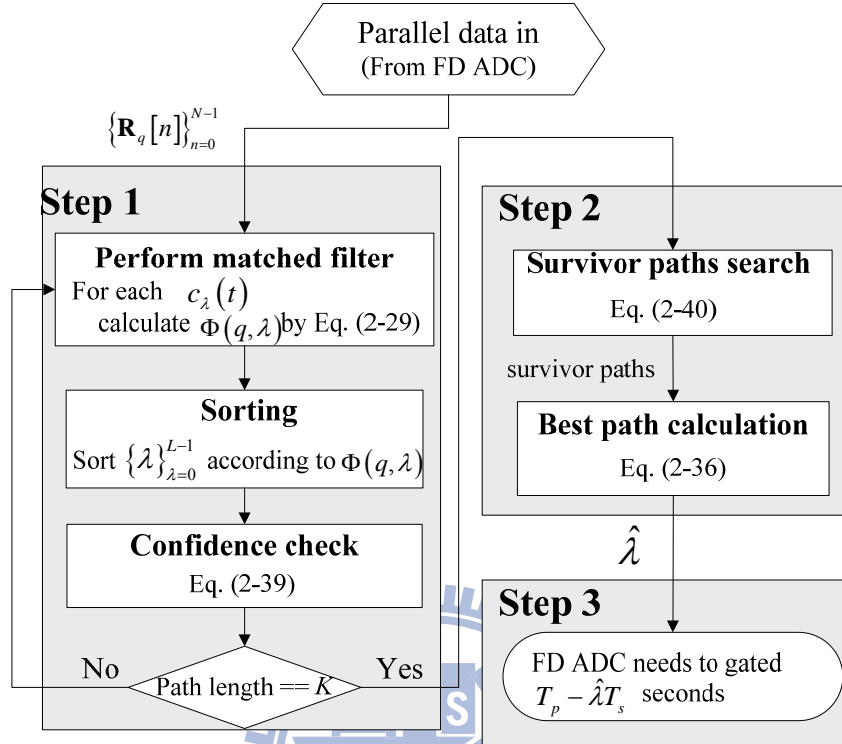 Parallel data in
(From FD ADC)
{R_q[n]}_{n=0}^{N-1}
Step 1
Perform matched filter
For each c_λ(t)
calculate Φ(q,λ) by Eq. (2-29)
Sorting
Sort {λ}_{λ=0}^{L-1} according to Φ(q,λ)
Confidence check
Eq. (2-39)
No
Path length == K
Yes
Step 2
Survivor paths search
Eq. (2-40)
survivor paths
Best path calculation
Eq. (2-36)
λ̂
Step 3
FD ADC needs to gated
T_p − λ̂T_s seconds
S